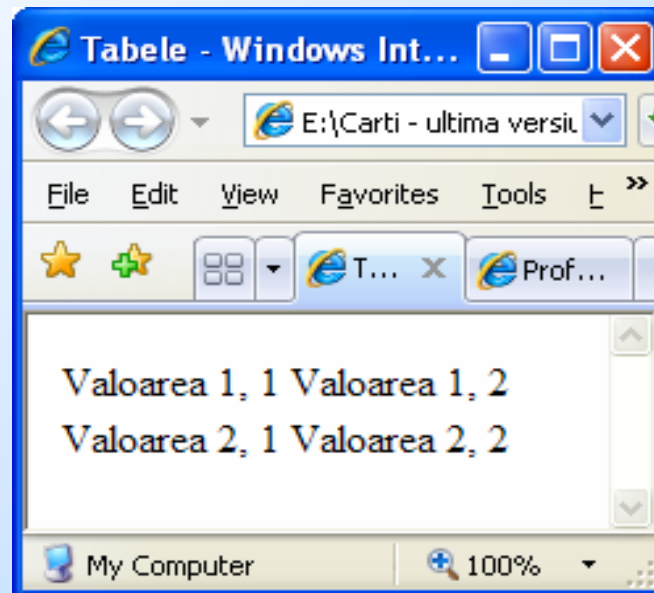 Tabele - Windows Int...
E:\Carti - ultima versiu
File Edit View Favorites Tools
T... Prof...
Valoarea 1, 1 Valoarea 1, 2
Valoarea 2, 1 Valoarea 2, 2
My Computer 100%